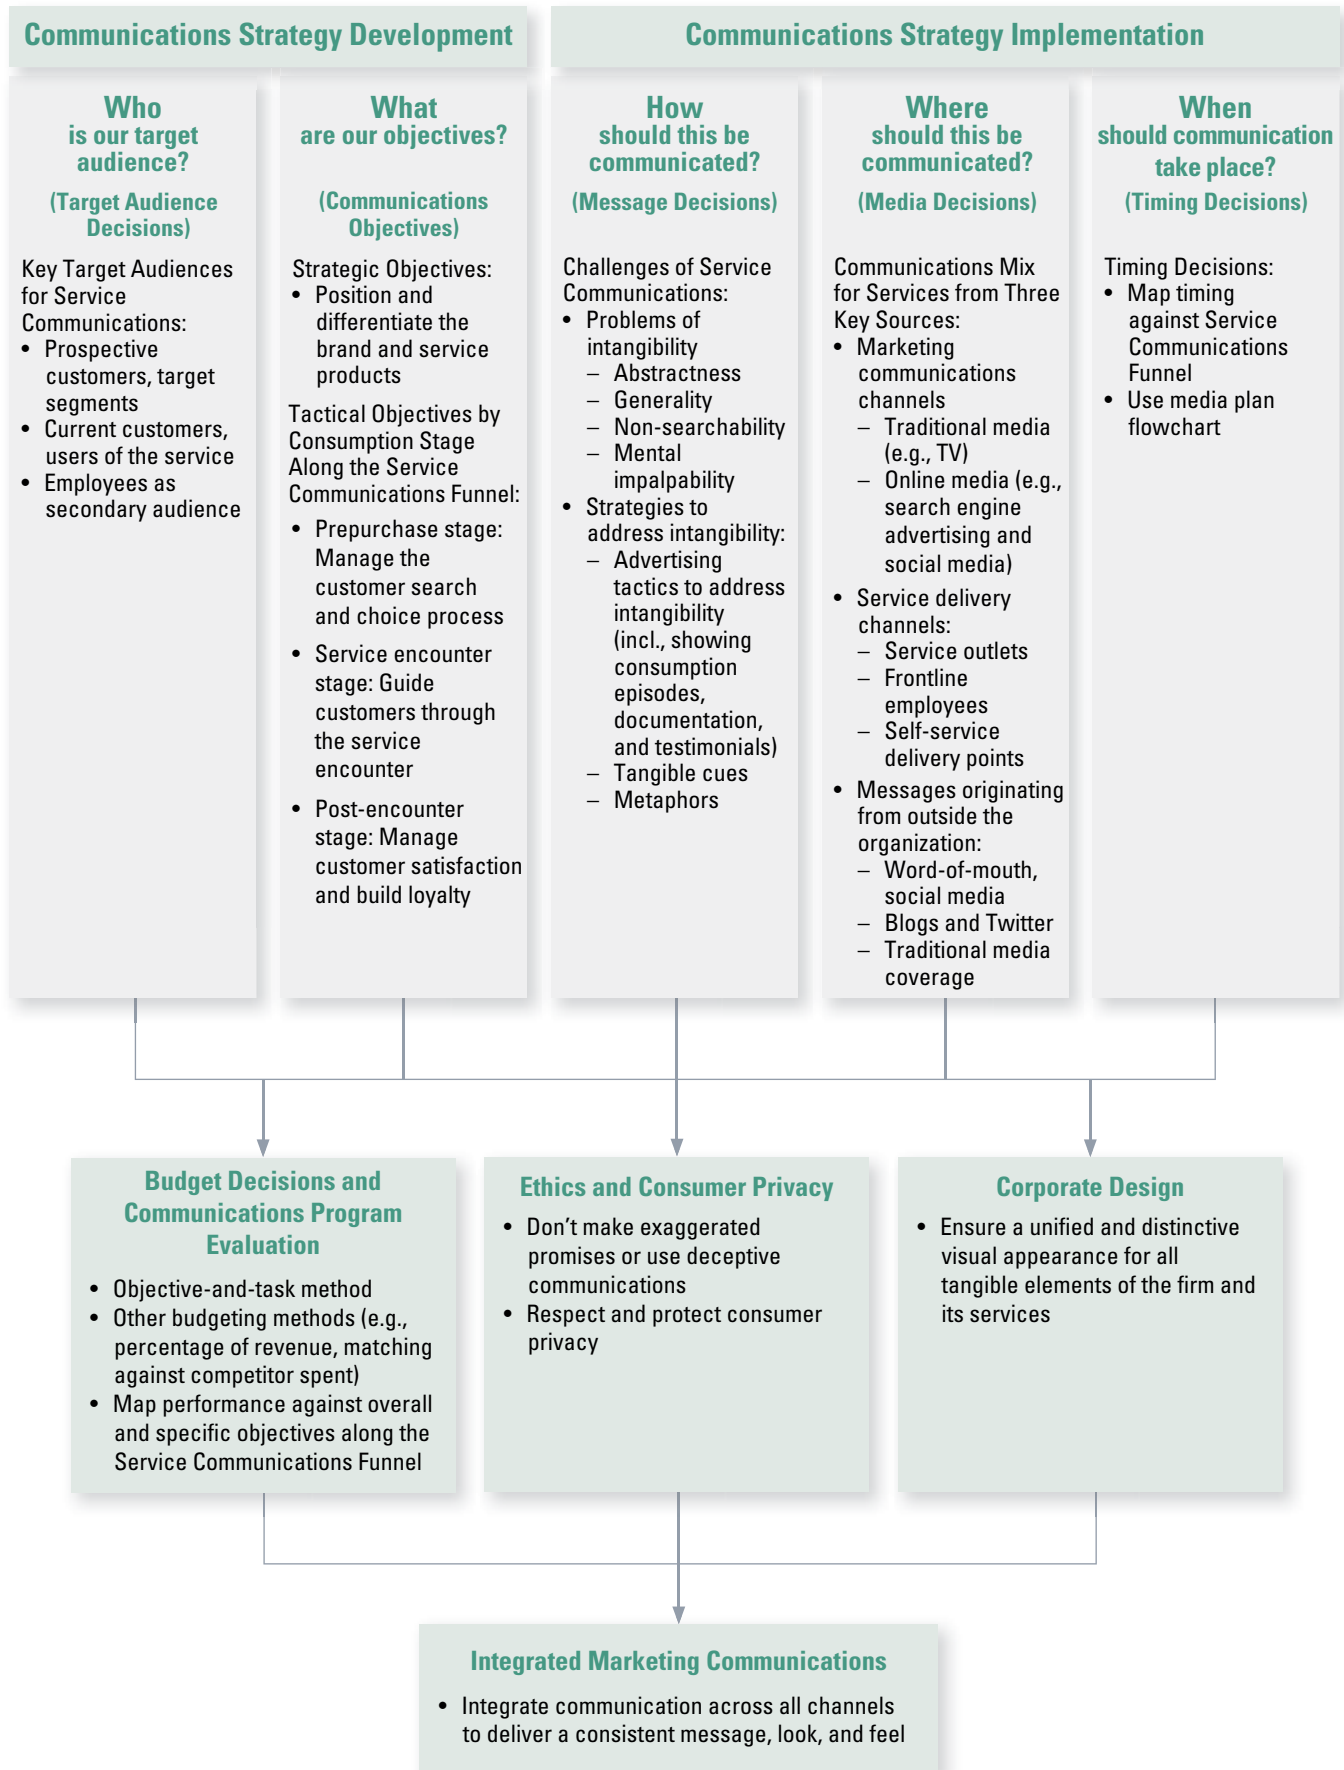 Communications Strategy Development
Communications Strategy Implementation
Who
is our target
audience?
(Target Audience
Decisions)
Key Target Audiences
for Service
Communications:
• Prospective
customers, target
segments
• Current customers,
users of the service
• Employees as
secondary audience
What
are our objectives?
(Communications
Objectives)
Strategic Objectives:
• Position and
differentiate the
brand and service
products
Tactical Objectives by
Consumption Stage
Along the Service
Communications Funnel:
• Prepurchase stage:
Manage the
customer search
and choice process
• Service encounter
stage: Guide
customers through
the service
encounter
• Post-encounter
stage: Manage
customer satisfaction
and build loyalty
How
should this be
communicated?
(Message Decisions)
Challenges of Service
Communications:
• Problems of
intangibility
– Abstractness
– Generality
– Non-searchability
– Mental
impalpability
• Strategies to
address intangibility:
– Advertising
tactics to address
intangibility
(incl., showing
consumption
episodes,
documentation,
and testimonials)
– Tangible cues
– Metaphors
Where
should this be
communicated?
(Media Decisions)
Communications Mix
for Services from Three
Key Sources:
• Marketing
communications
channels
– Traditional media
(e.g., TV)
– Online media (e.g.,
search engine
advertising and
social media)
• Service delivery
channels:
– Service outlets
– Frontline
employees
– Self-service
delivery points
• Messages originating
from outside the
organization:
– Word-of-mouth,
social media
– Blogs and Twitter
– Traditional media
coverage
When
should communication
take place?
(Timing Decisions)
Timing Decisions:
• Map timing
against Service
Communications
Funnel
• Use media plan
flowchart
Budget Decisions and
Communications Program
Evaluation
• Objective-and-task method
• Other budgeting methods (e.g.,
percentage of revenue, matching
against competitor spent)
• Map performance against overall
and specific objectives along the
Service Communications Funnel
Ethics and Consumer Privacy
• Don’t make exaggerated
promises or use deceptive
communications
• Respect and protect consumer
privacy
Corporate Design
• Ensure a unified and distinctive
visual appearance for all
tangible elements of the firm and
its services
Integrated Marketing Communications
• Integrate communication across all channels
to deliver a consistent message, look, and feel